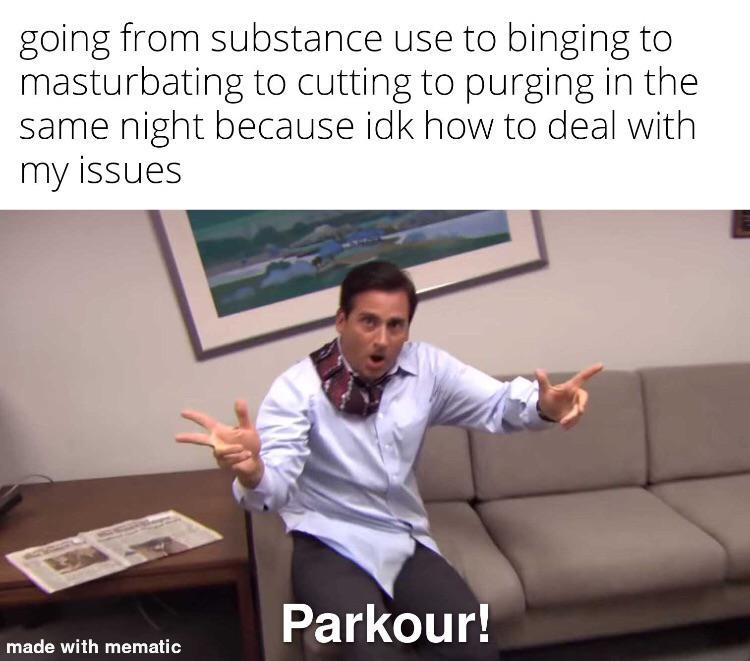 going from substance use to binging to
masturbating to cutting to purging in the
same night because idk how to deal with
my issues
Parkour!
made with mematic